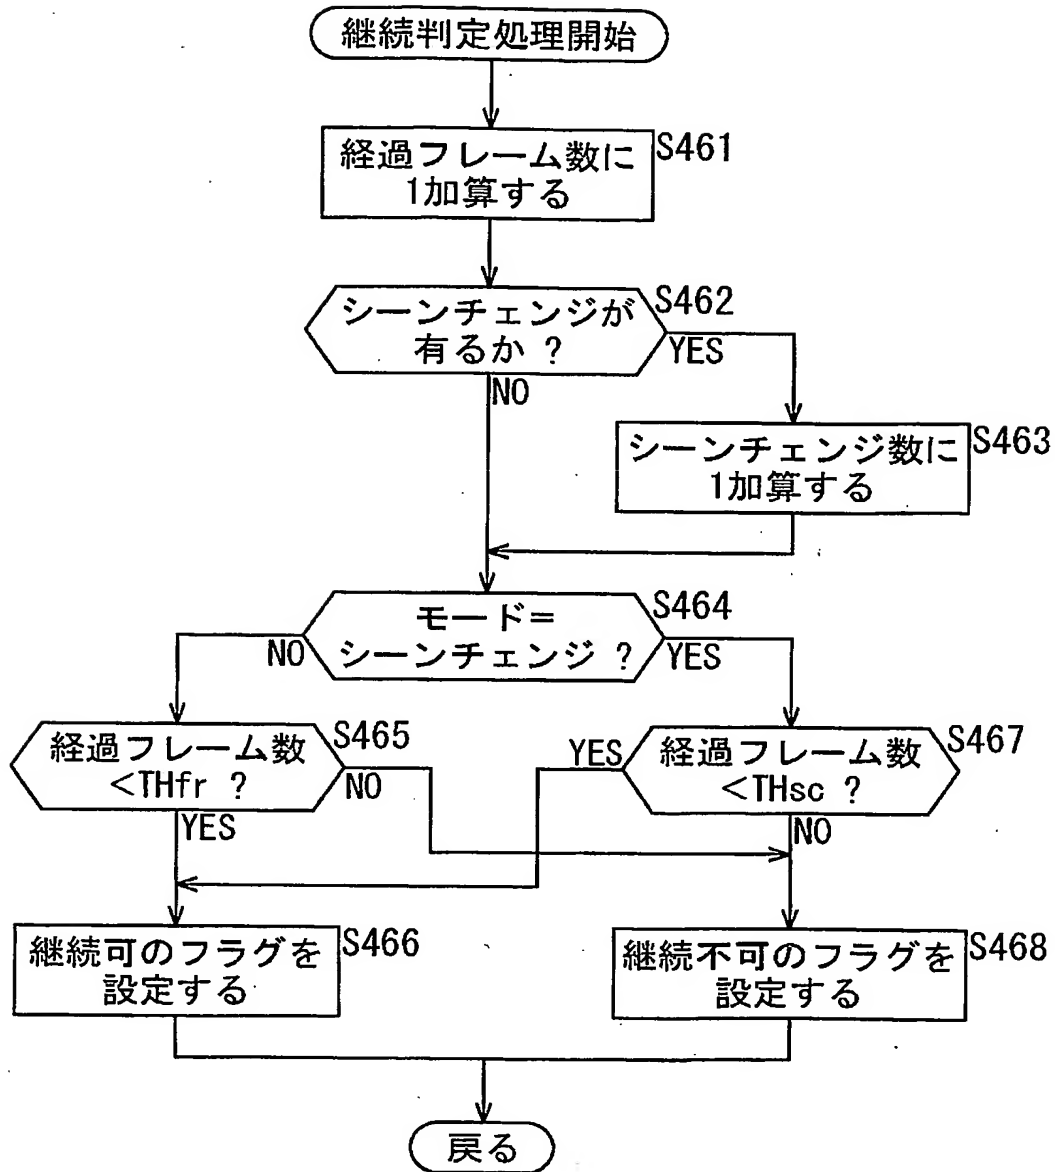 継続判定処理開始
経過フレーム数に
1加算する
S461
シーンチェンジが
有るか ?
S462
YES
NO
シーンチェンジ数に
1加算する
S463
モード=
シーンチェンジ ?
S464
NO
YES
経過フレーム数
<THfr ?
S465
NO
YES
経過フレーム数
<THsc ?
S467
YES
NO
継続可のフラグを
設定する
S466
継続不可のフラグを
設定する
S468
戻る